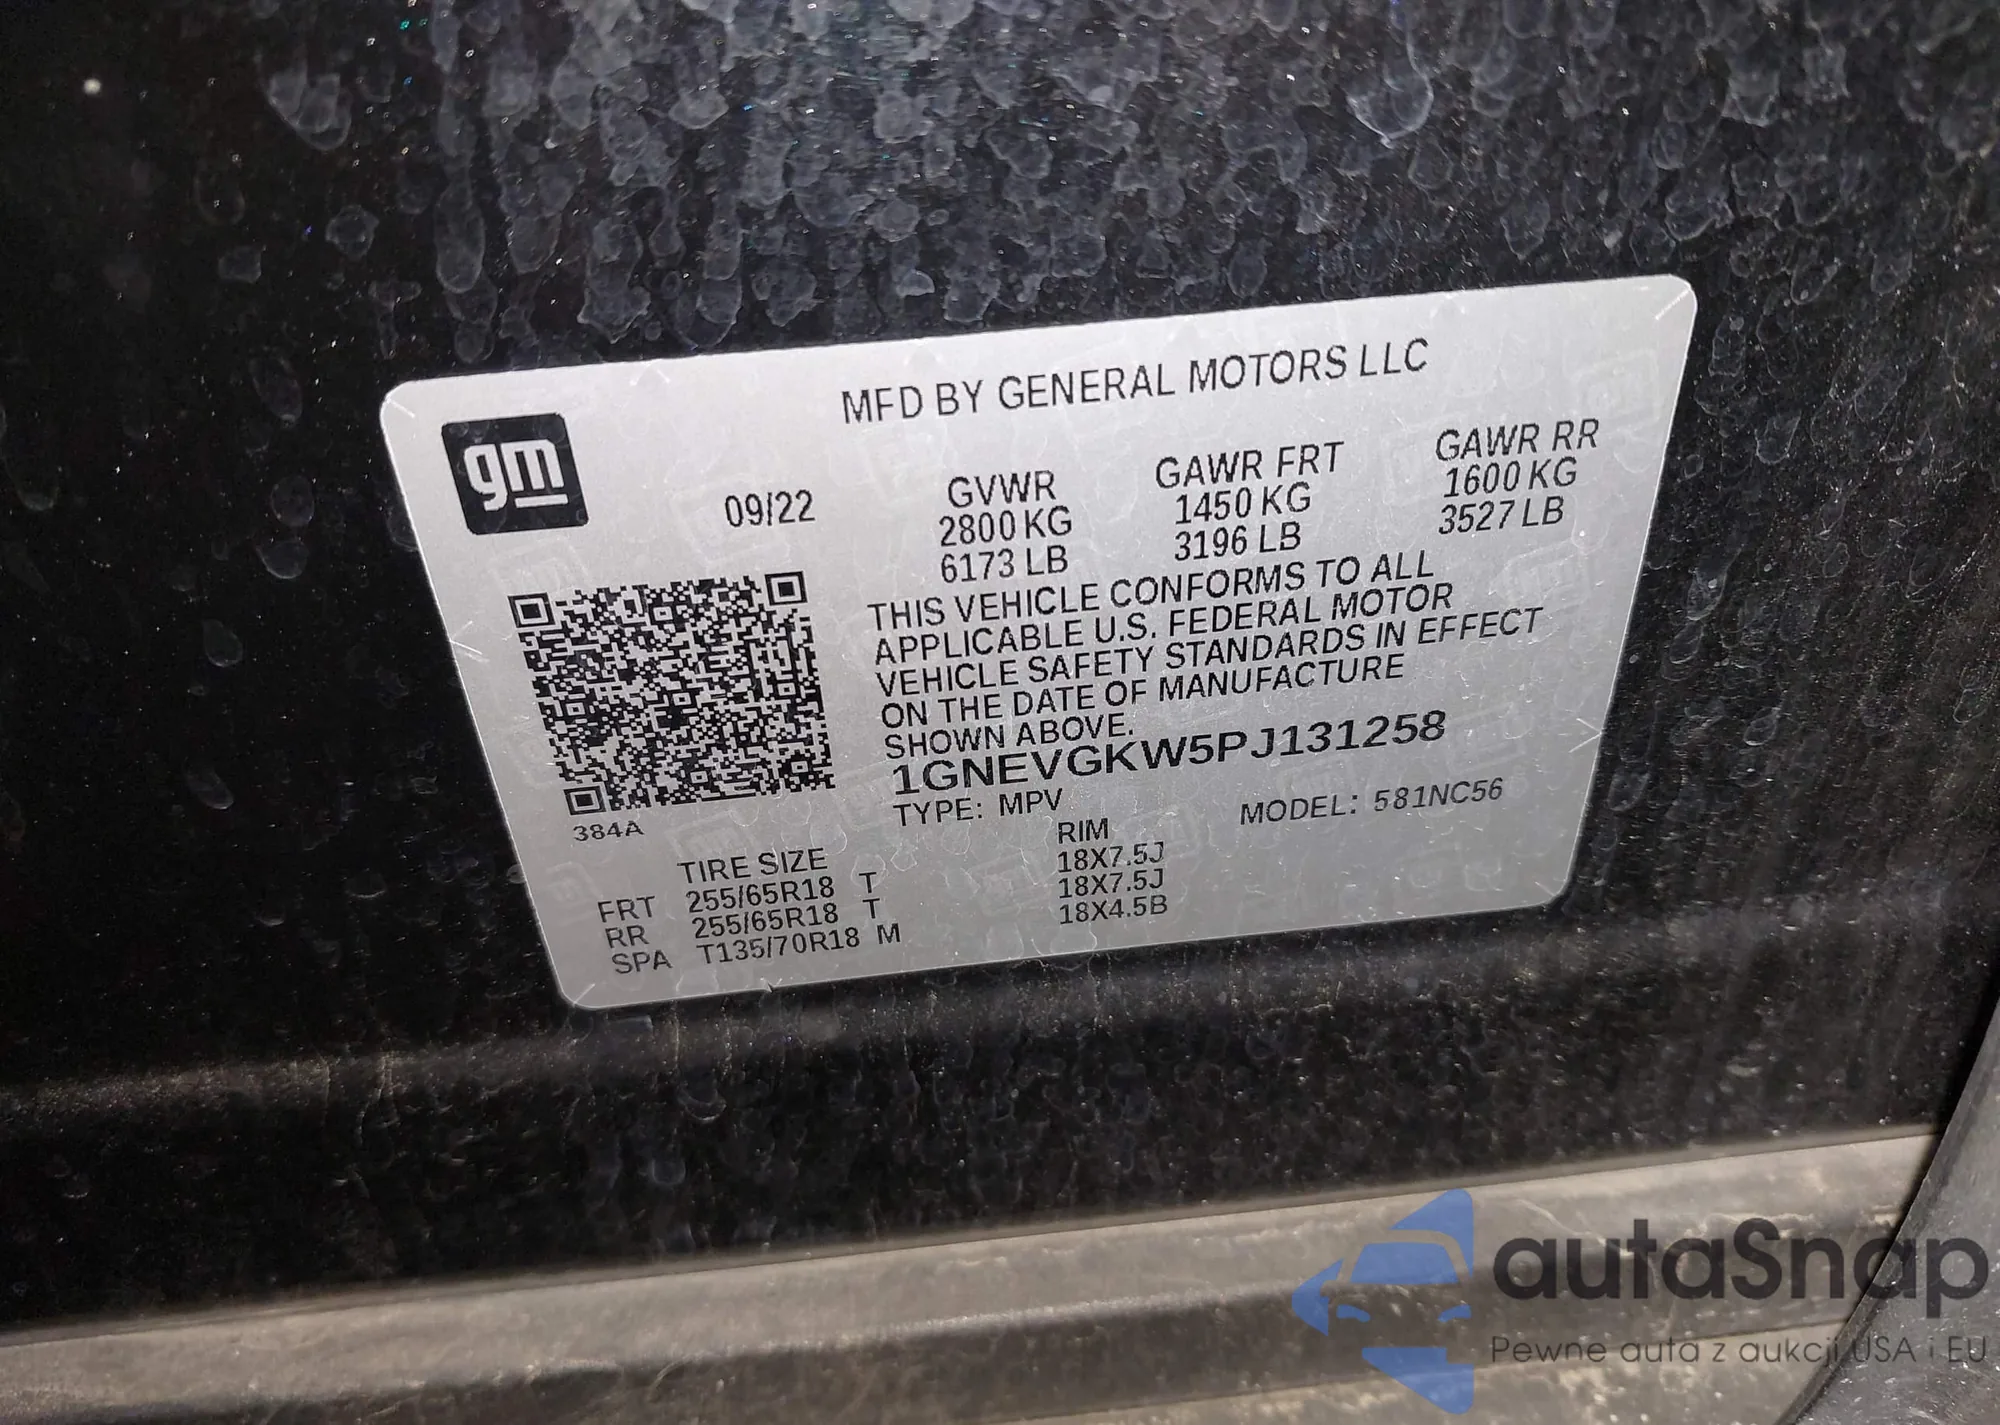 MFD BY GENERAL MOTORS LLC
gm
09/22
GVWR GAWR FRT GAWR RR
2800 KG 1450 KG 1600 KG
6173 LB 3196 LB 3527 LB
THIS VEHICLE CONFORMS TO ALL
APPLICABLE U.S. FEDERAL MOTOR
VEHICLE SAFETY STANDARDS IN EFFECT
ON THE DATE OF MANUFACTURE
SHOWN ABOVE.
1GNEVGKW5PJ131258
TYPE: MPV MODEL: 581NC56
384A
TIRE SIZE RIM
FRT 255/65R18 T 18X7.5J
RR 255/65R18 T 18X7.5J
SPA T135/70R18 M 18X4.5B
autaSnap
Pewne auta z aukcji USA i EU